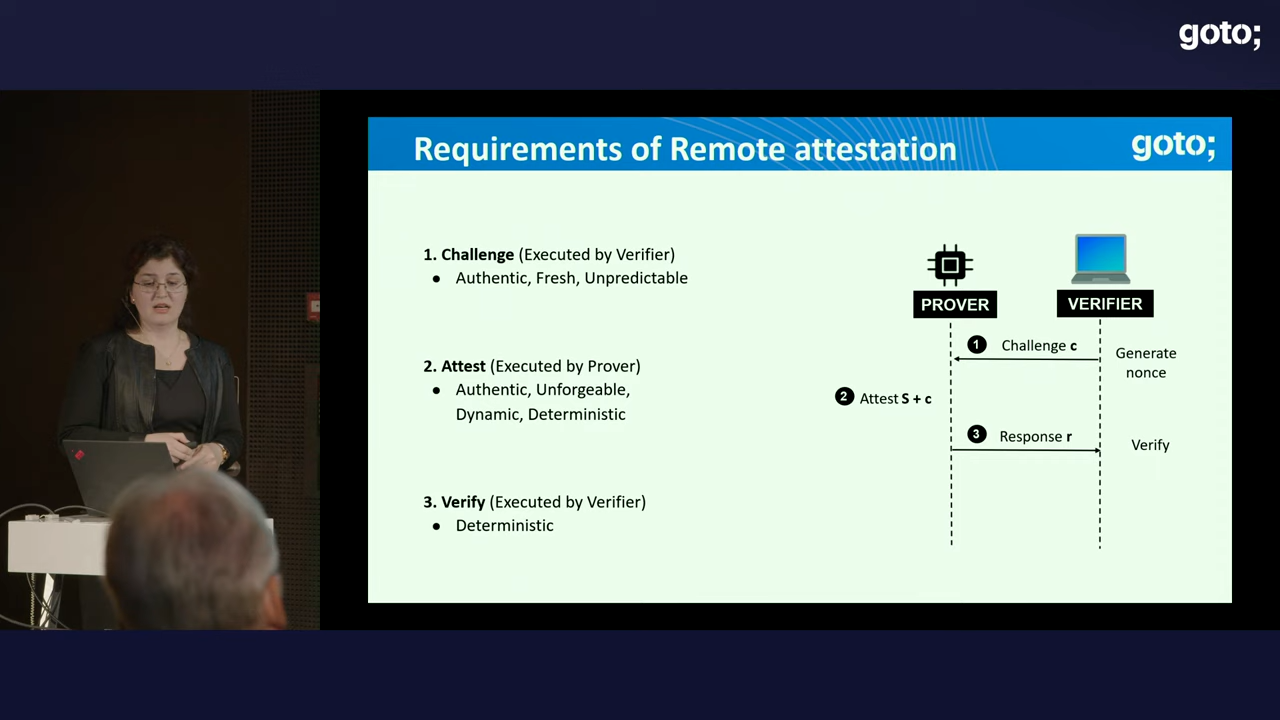 goto;
Requirements of Remote attestation
goto;
1. Challenge (Executed by Verifier)
● Authentic, Fresh, Unpredictable
2. Attest (Executed by Prover)
● Authentic, Unforgeable,
Dynamic, Deterministic
3. Verify (Executed by Verifier)
● Deterministic
PROVER
VERIFIER
1 Challenge c
Generate
nonce
2 Attest S + c
3 Response r
Verify